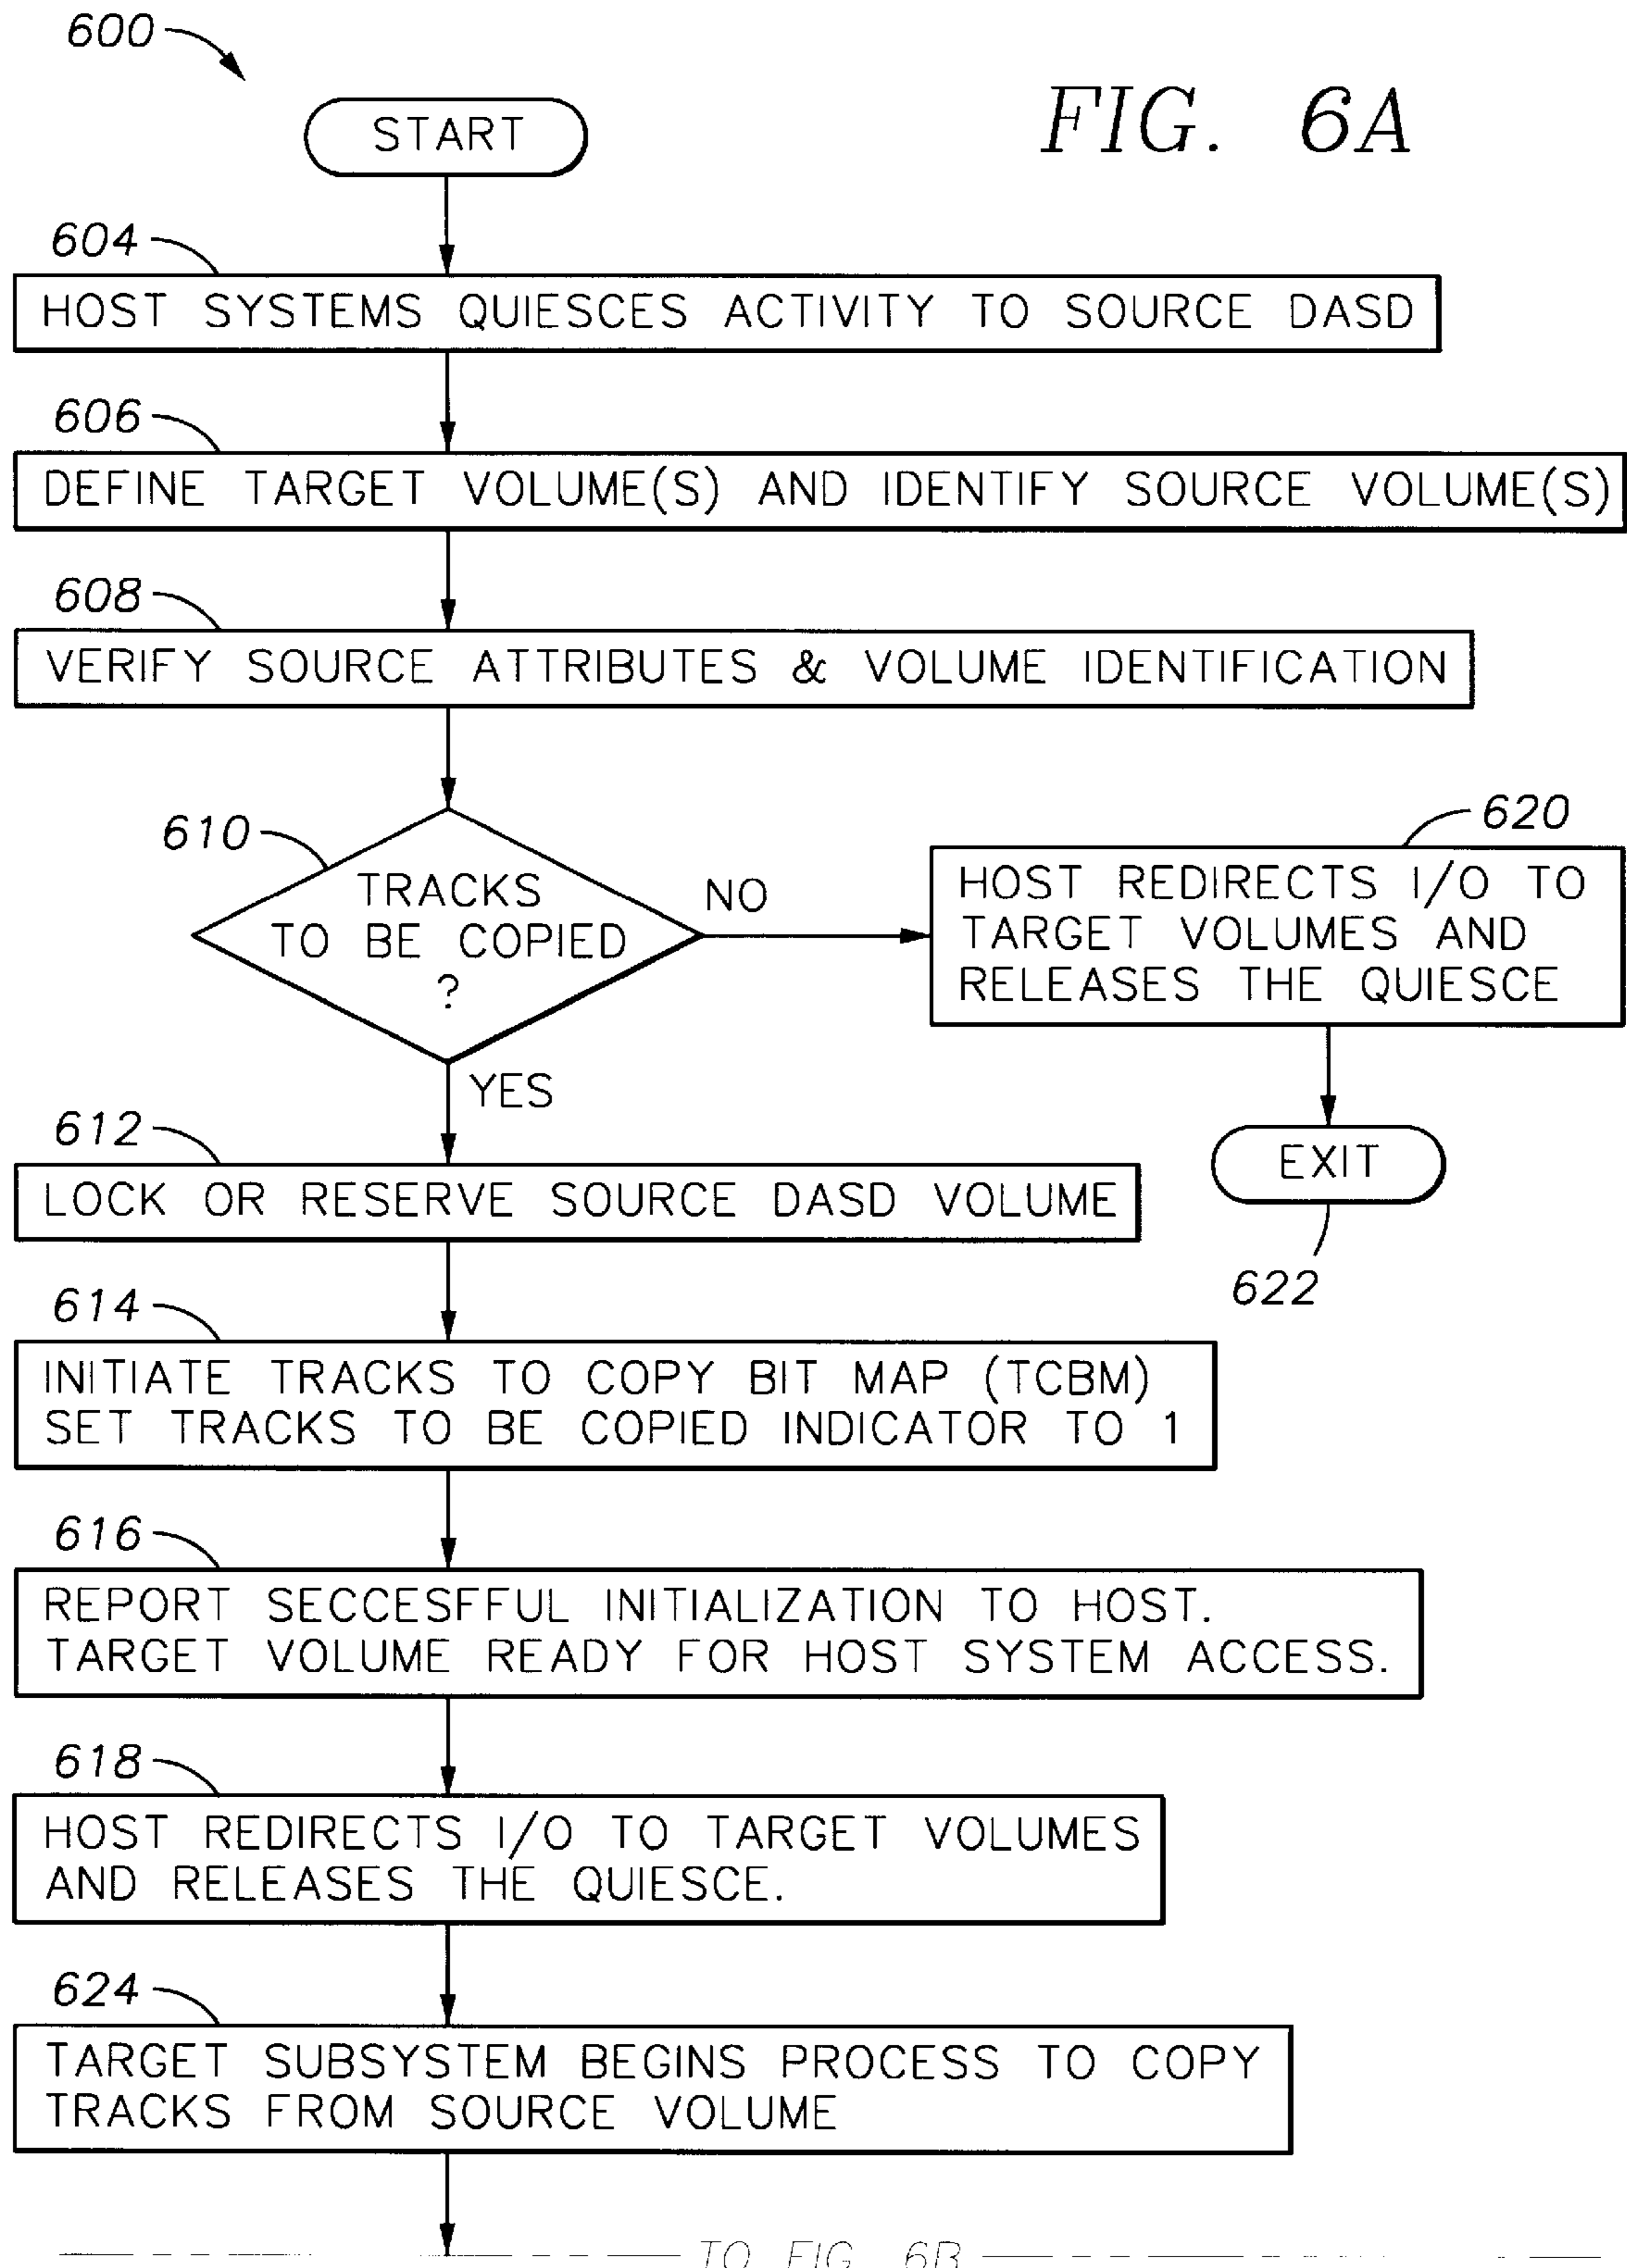 600
FIG. 6A
START
604
HOST SYSTEMS QUIESCES ACTIVITY TO SOURCE DASD
606
DEFINE TARGET VOLUME(S) AND IDENTIFY SOURCE VOLUME(S)
608
VERIFY SOURCE ATTRIBUTES & VOLUME IDENTIFICATION
610
TRACKS
TO BE COPIED
?
NO
620
HOST REDIRECTS I/O TO
TARGET VOLUMES AND
RELEASES THE QUIESCE
YES
EXIT
622
612
LOCK OR RESERVE SOURCE DASD VOLUME
614
INITIATE TRACKS TO COPY BIT MAP (TCBM)
SET TRACKS TO BE COPIED INDICATOR TO 1
616
REPORT SECCESFFUL INITIALIZATION TO HOST.
TARGET VOLUME READY FOR HOST SYSTEM ACCESS.
618
HOST REDIRECTS I/O TO TARGET VOLUMES
AND RELEASES THE QUIESCE.
624
TARGET SUBSYSTEM BEGINS PROCESS TO COPY
TRACKS FROM SOURCE VOLUME
TO FIG. 6B